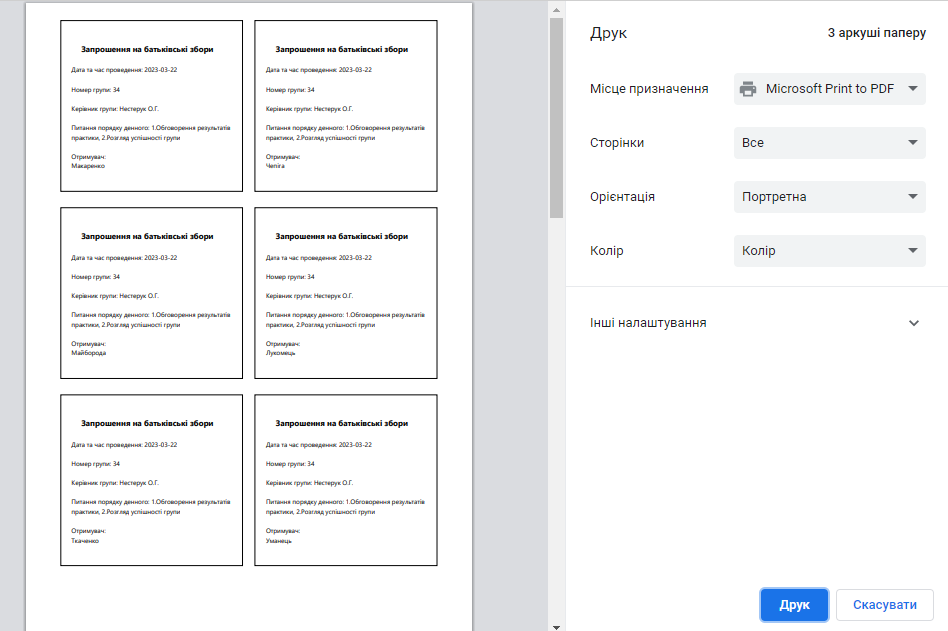 Запрошення на батьківські збори
Дата та час проведення: 2023-03-22
Номер групи: 34
Керівник групи: Нестерук О.Г.
Питання порядку денного: 1.Обговорення результатів
практики, 2.Розгляд успішності групи
Отримувач:
Макаренко
Запрошення на батьківські збори
Дата та час проведення: 2023-03-22
Номер групи: 34
Керівник групи: Нестерук О.Г.
Питання порядку денного: 1.Обговорення результатів
практики, 2.Розгляд успішності групи
Отримувач:
Чепіга
Запрошення на батьківські збори
Дата та час проведення: 2023-03-22
Номер групи: 34
Керівник групи: Нестерук О.Г.
Питання порядку денного: 1.Обговорення результатів
практики, 2.Розгляд успішності групи
Отримувач:
Майборода
Запрошення на батьківські збори
Дата та час проведення: 2023-03-22
Номер групи: 34
Керівник групи: Нестерук О.Г.
Питання порядку денного: 1.Обговорення результатів
практики, 2.Розгляд успішності групи
Отримувач:
Лукомець
Запрошення на батьківські збори
Дата та час проведення: 2023-03-22
Номер групи: 34
Керівник групи: Нестерук О.Г.
Питання порядку денного: 1.Обговорення результатів
практики, 2.Розгляд успішності групи
Отримувач:
Ткаченко
Запрошення на батьківські збори
Дата та час проведення: 2023-03-22
Номер групи: 34
Керівник групи: Нестерук О.Г.
Питання порядку денного: 1.Обговорення результатів
практики, 2.Розгляд успішності групи
Отримувач:
Уманець
Друк 3 аркуші паперу
Місце призначення Microsoft Print to PDF
Сторінки Все
Орієнтація Портретна
Колір Колір
Інші налаштування
Друк Скасувати